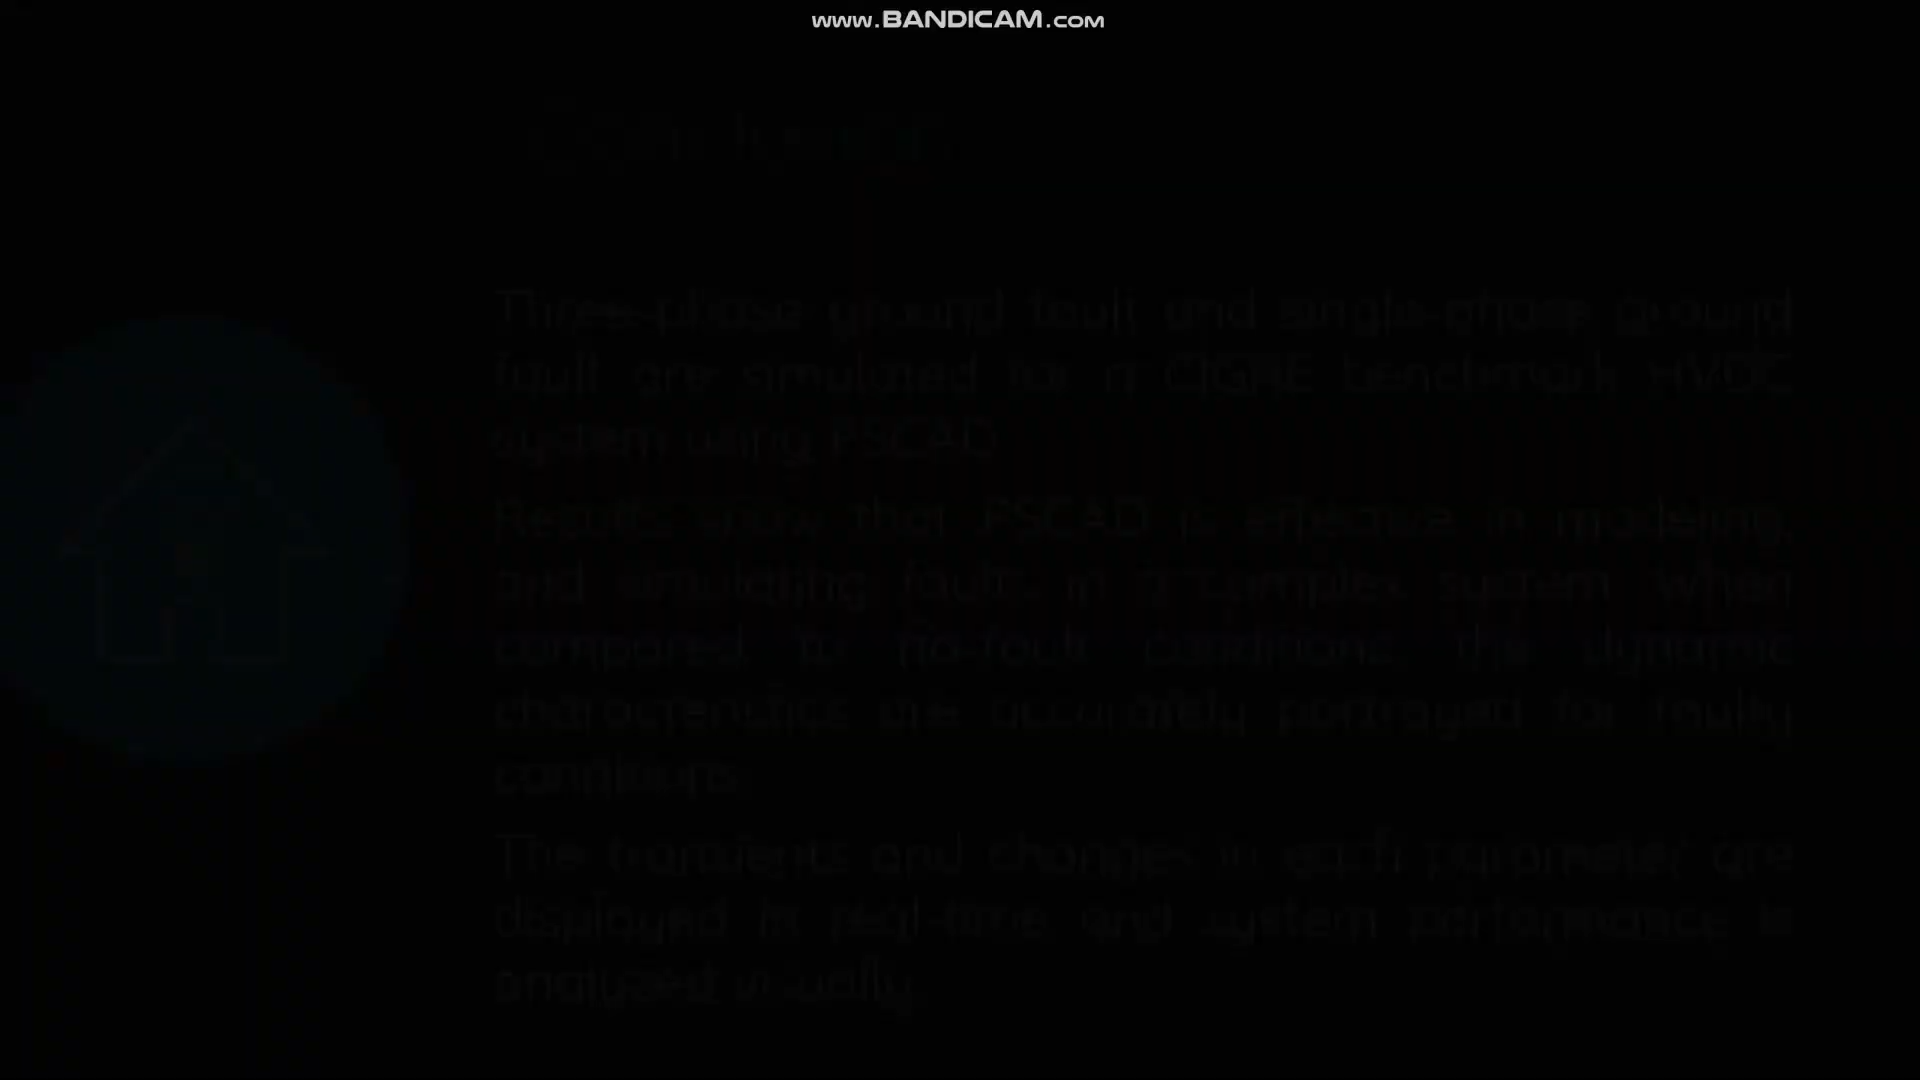 www.BANDICAM.com
Conclusion
Three-phase ground fault and single-phase ground
fault are simulated for a CIGRE benchmark HVDC
system using PSCAD
Results show that PSCAD is effective in modeling,
and simulating faults in a complex system. When
compared to no-fault conditions the dynamic
characteristics are accurately portrayed for faulty
conditions.
The transients and changes in each parameter are
displayed in real-time and system performance is
analysed visually.